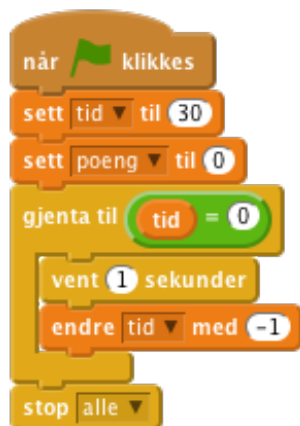 når klikkes
sett tid til 30
sett poeng til 0
gjenta til tid = 0
vent 1 sekunder
endre tid med -1
stop alle